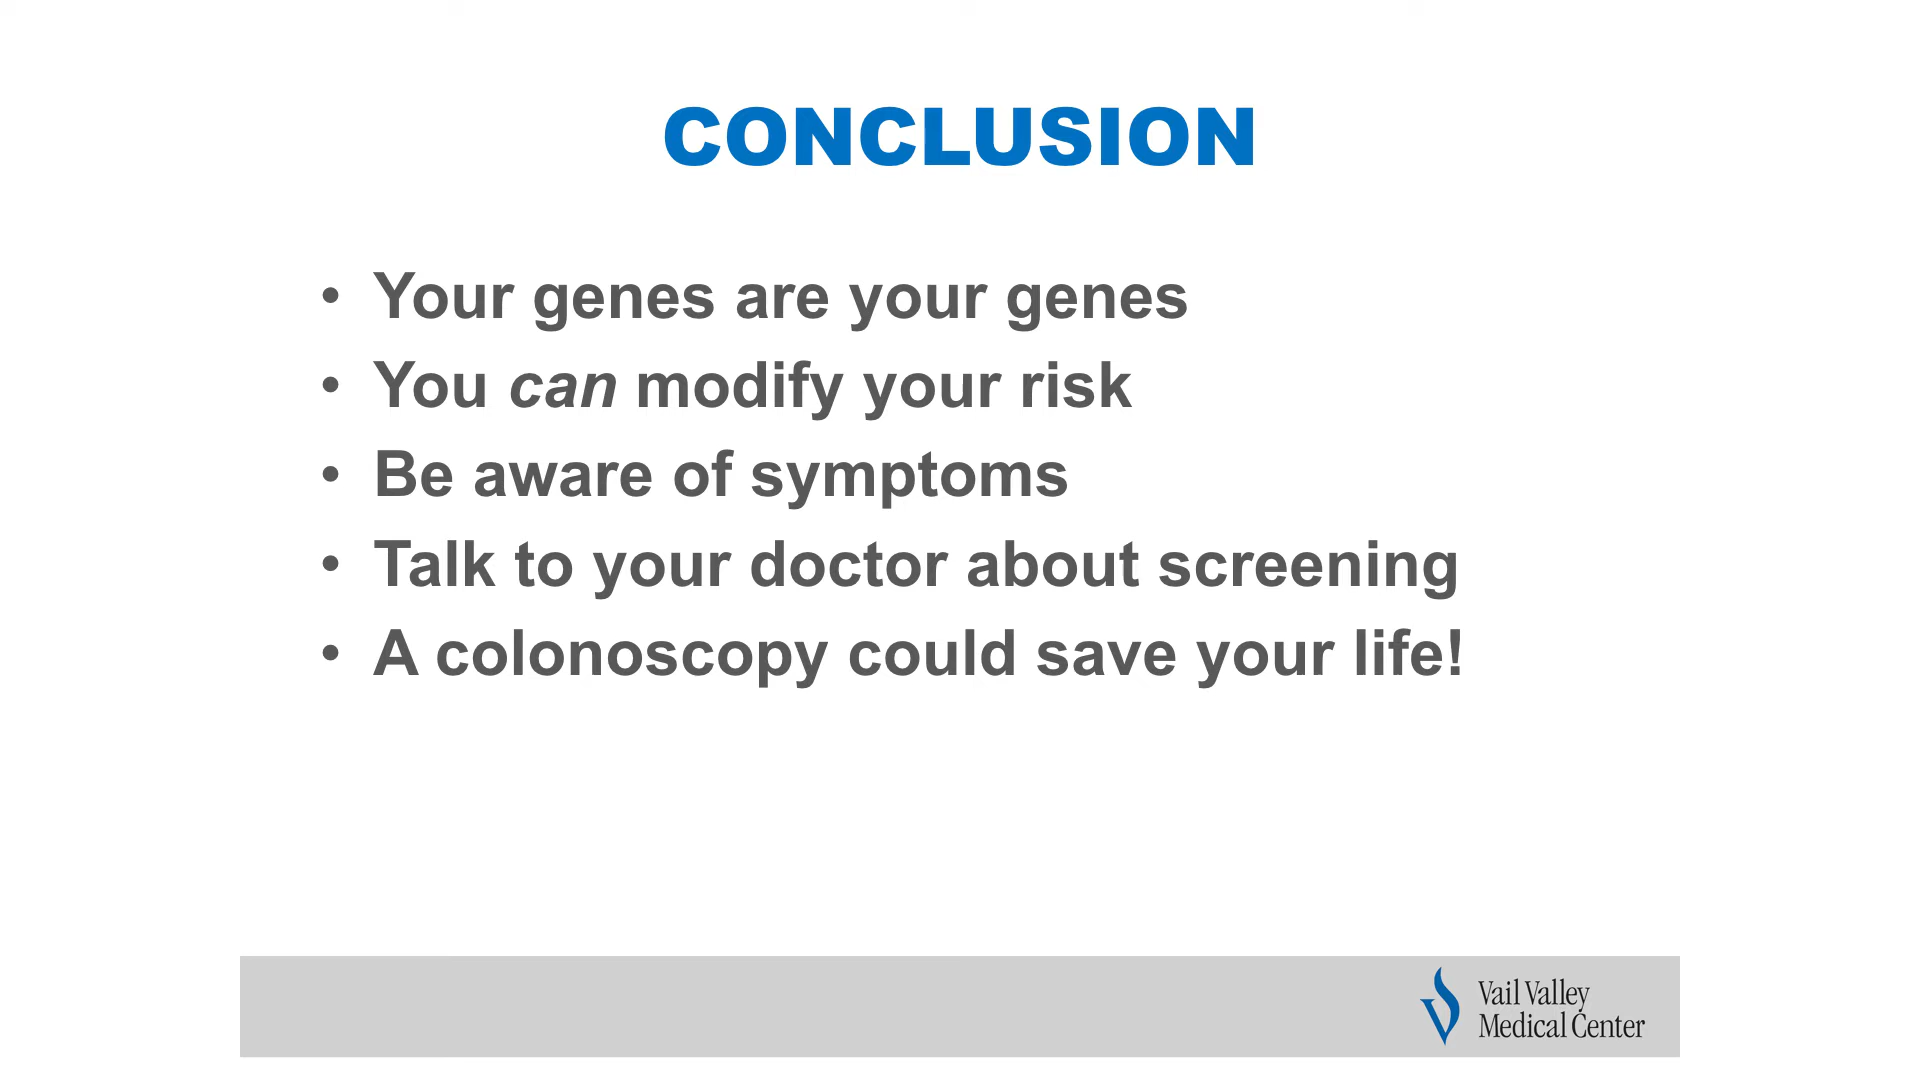 CONCLUSION
• Your genes are your genes
• You can modify your risk
• Be aware of symptoms
• Talk to your doctor about screening
• A colonoscopy could save your life!
Vail Valley
Medical Center